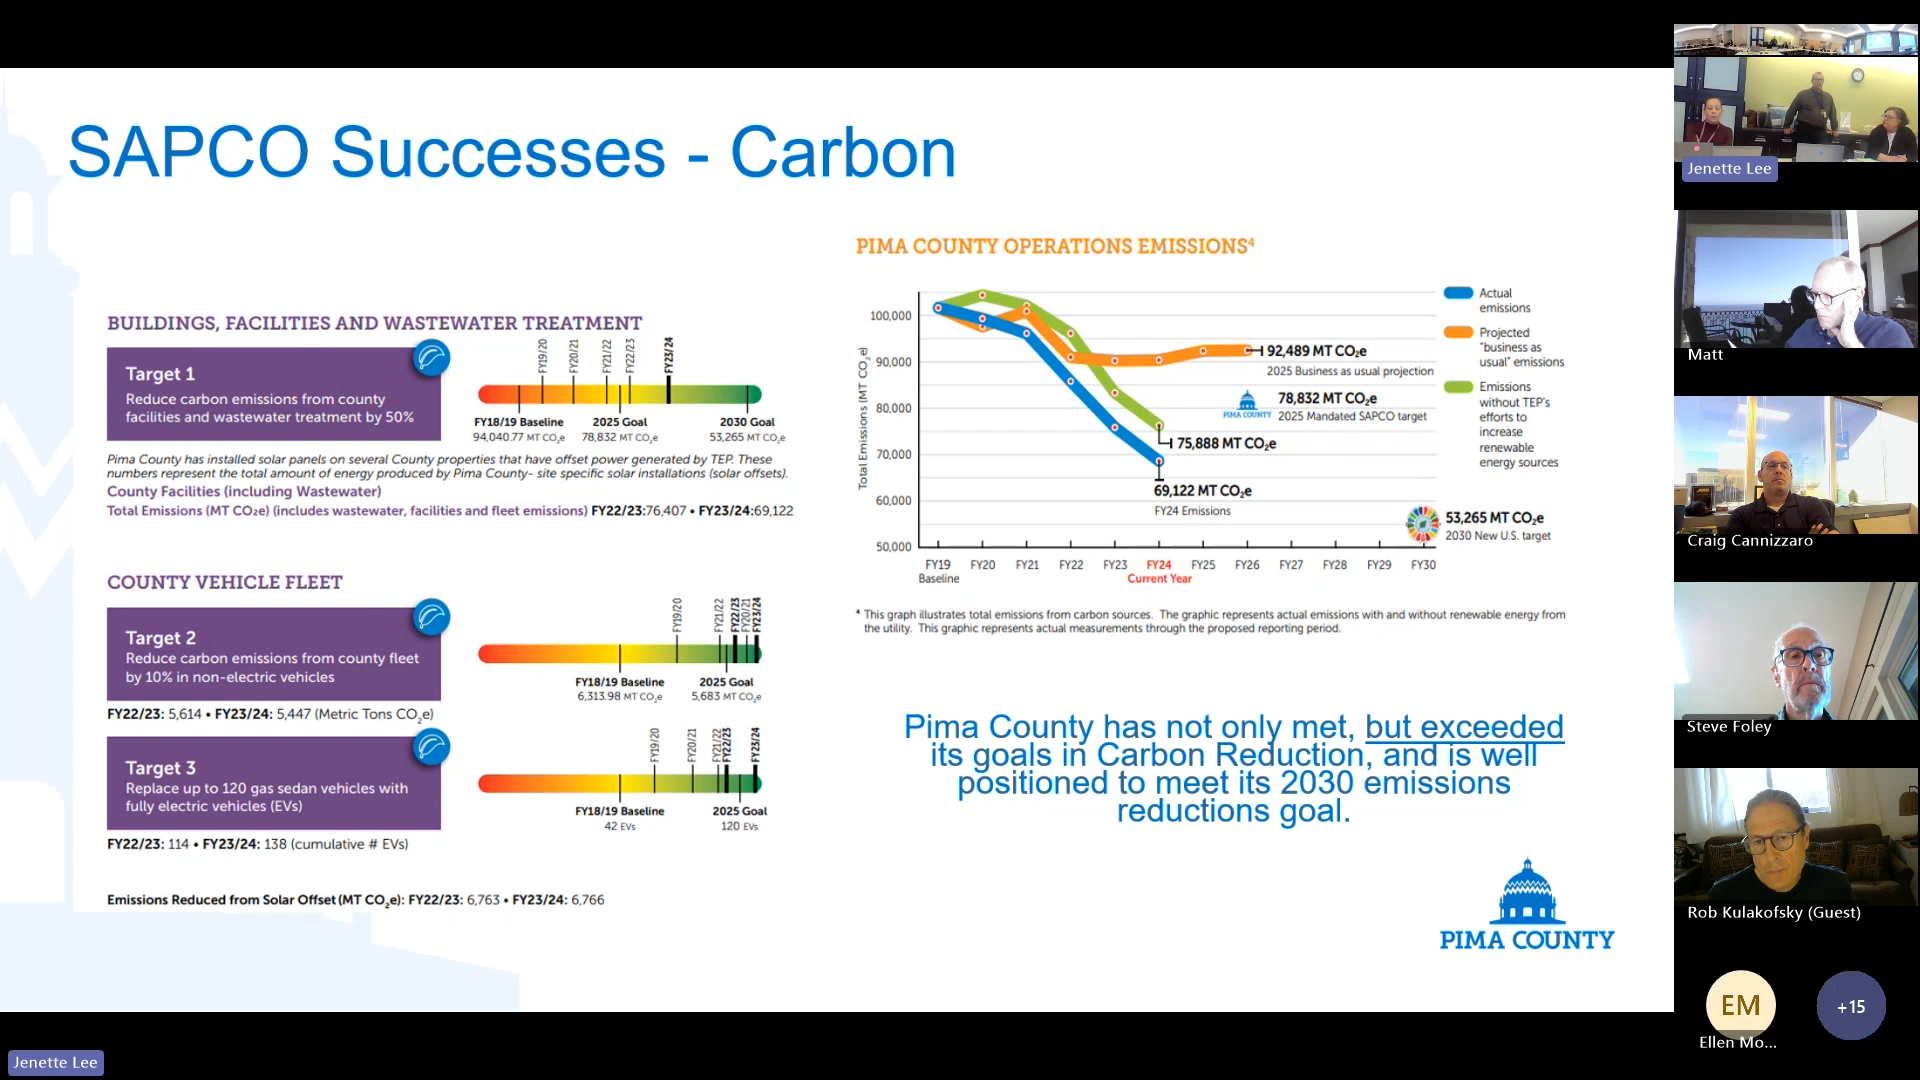 SAPCO Successes - Carbon
BUILDINGS, FACILITIES AND WASTEWATER TREATMENT
Target 1
Reduce carbon emissions from county
facilities and wastewater treatment by 50%
FY19/20
FY20/21
FY21/22
FY22/23
FY23/24
FY18/19 Baseline
94,040.77 MT CO₂e
2025 Goal
78,832 MT CO₂e
2030 Goal
53,265 MT CO₂e
Pima County has installed solar panels on several County properties that have offset power generated by TEP. These
numbers represent the total amount of energy produced by Pima County- site specific solar installations (solar offsets).
County Facilities (including Wastewater)
Total Emissions (MT CO₂e) (includes wastewater, facilities and fleet emissions) FY22/23:76,407 • FY23/24:69,122
COUNTY VEHICLE FLEET
Target 2
Reduce carbon emissions from county fleet
by 10% in non-electric vehicles
FY19/20
FY21/22
FY22/23
FY20/21
FY23/24
FY18/19 Baseline
6,313.98 MT CO₂e
2025 Goal
5,683 MT CO₂e
FY22/23: 5,614 • FY23/24: 5,447 (Metric Tons CO₂e)
Target 3
Replace up to 120 gas sedan vehicles with
fully electric vehicles (EVs)
FY19/20
FY20/21
FY21/22
FY22/23
FY23/24
FY18/19 Baseline
42 EVs
2025 Goal
120 EVs
FY22/23: 114 • FY23/24: 138 (cumulative # EVs)
Emissions Reduced from Solar Offset (MT CO₂e): FY22/23: 6,763 • FY23/24: 6,766
PIMA COUNTY OPERATIONS EMISSIONS⁴
Total Emissions (MT CO₂e)
100,000
90,000
80,000
70,000
60,000
50,000
FY19
Baseline
FY20
FY21
FY22
FY23
FY24
Current Year
FY25
FY26
FY27
FY28
FY29
FY30
92,489 MT CO₂e
2025 Business as usual projection
PIMA COUNTY
78,832 MT CO₂e
2025 Mandated SAPCO target
75,888 MT CO₂e
69,122 MT CO₂e
FY24 Emissions
53,265 MT CO₂e
2030 New U.S. target
Actual
emissions
Projected
"business as
usual" emissions
Emissions
without TEP's
efforts to
increase
renewable
energy sources
⁴ This graph illustrates total emissions from carbon sources. The graphic represents actual emissions with and without renewable energy from
the utility. This graphic represents actual measurements through the proposed reporting period.
Pima County has not only met, but exceeded
its goals in Carbon Reduction, and is well
positioned to meet its 2030 emissions
reductions goal.
PIMA COUNTY
Jenette Lee
Matt
Craig Cannizzaro
Steve Foley
Rob Kulakofsky (Guest)
EM
Ellen Mo...
+15
Jenette Lee